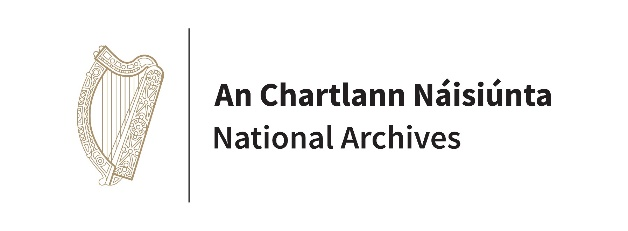 An Chartlann Náisiúnta
National Archives